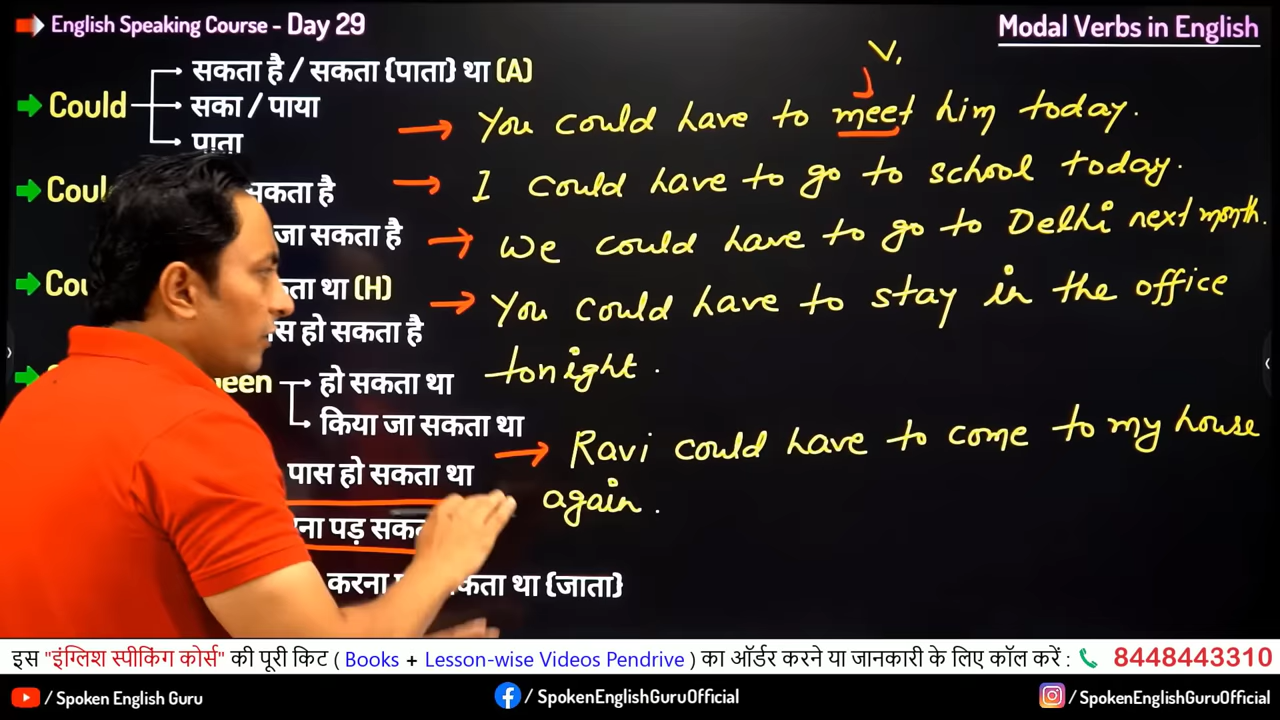 English Speaking Course - Day 29
Modal Verbs in English
Could
सकता है / सकता {पाता} था (A)
सका / पाया
पाता
V.
You could have to meet him today.
सकता है
I could have to go to school today.
जा सकता है
We could have to go to Delhi next month.
था (H)
You could have to stay in the office
हो सकता है
tonight.
हो सकता था
किया जा सकता था
Ravi could have to come to my house
पास हो सकता था
again.
पड़
करना
{जाता}
इस "इंग्लिश स्पीकिंग कोर्स" की पूरी किट ( Books + Lesson-wise Videos Pendrive ) का ऑर्डर करने या जानकारी के लिए कॉल करें : 8448443310
/ Spoken English Guru
/SpokenEnglishGuruOfficial
/SpokenEnglishGuruOfficial